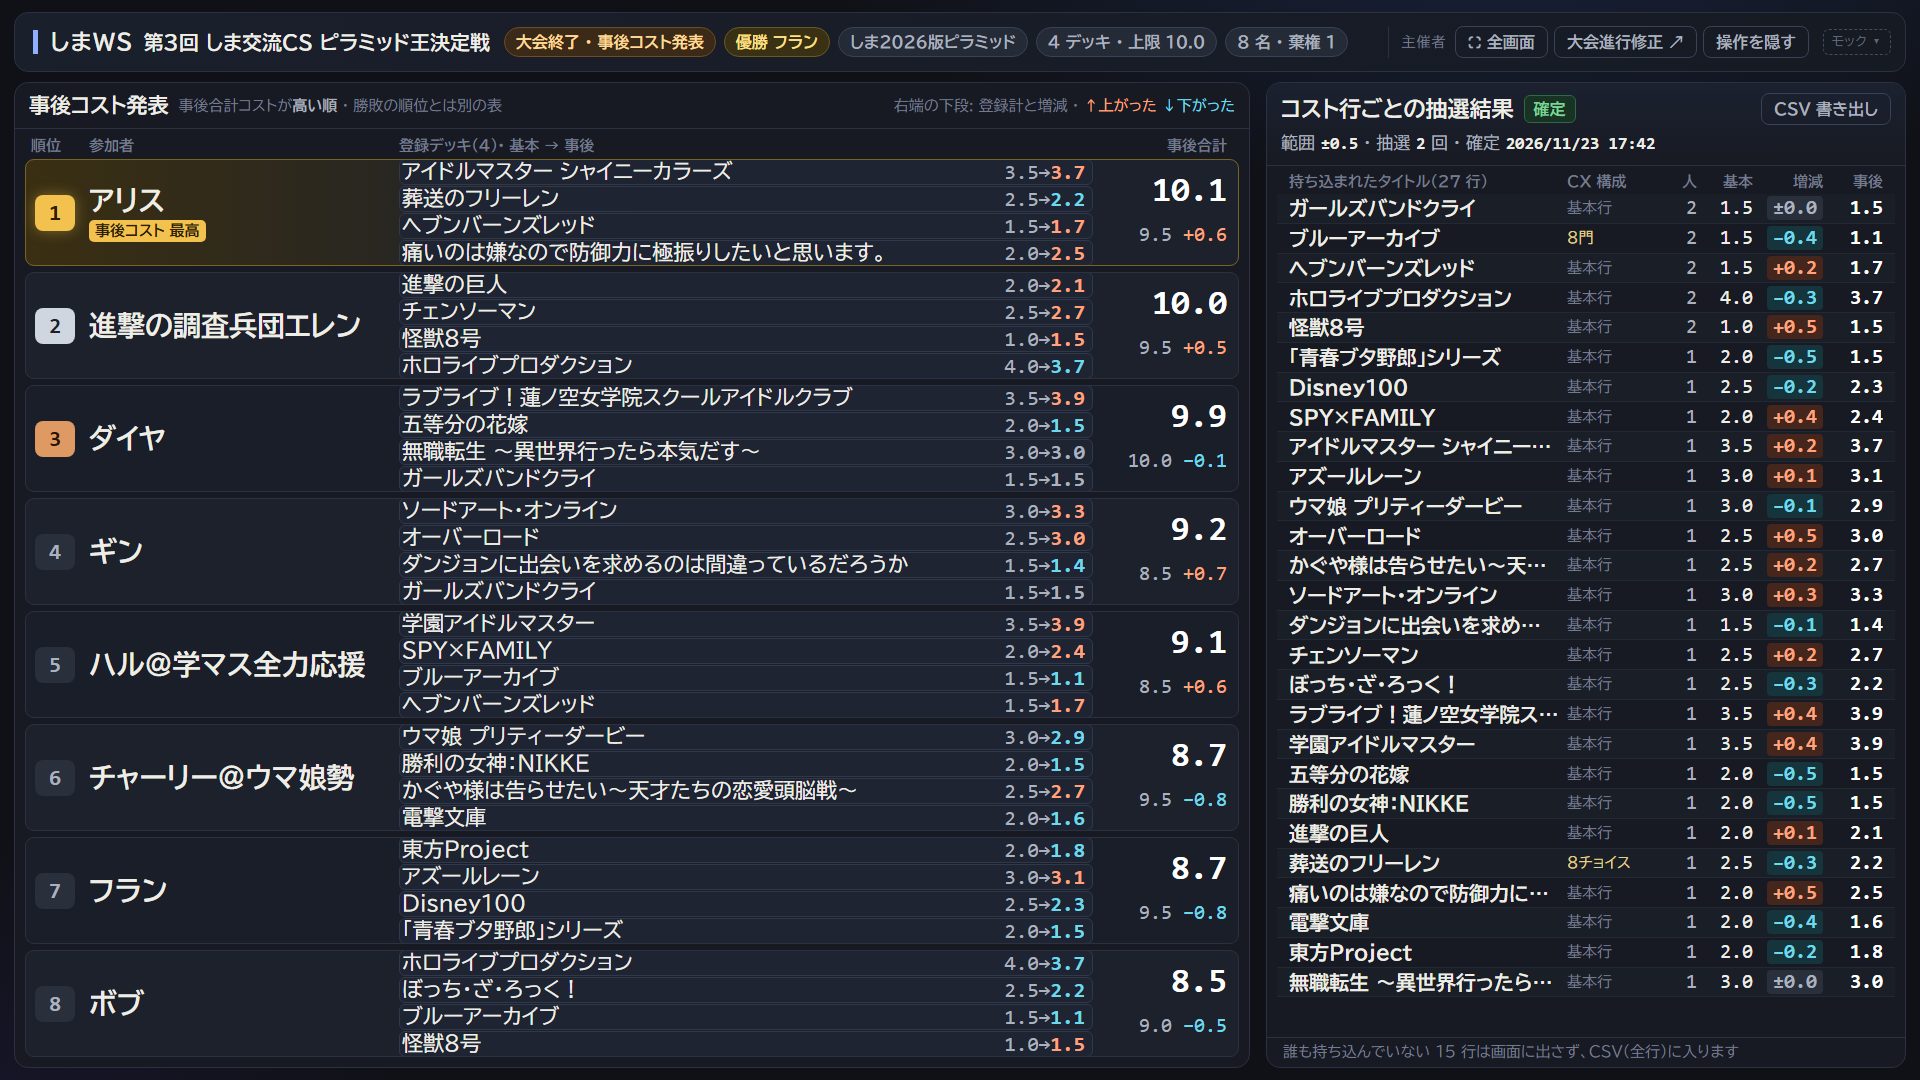 しまWS 第3回 しま交流CS ピラミッド王決定戦 大会終了・事後コスト発表 優勝 フラン しま2026版ピラミッド 4 デッキ・上限 10.0 8 名・棄権 1 主催者 全画面 大会進行修正 ↗ 操作を隠す モック ▾
事後コスト発表 事後合計コストが高い順・勝敗の順位とは別の表 右端の下段: 登録計と増減・↑上がった ↓下がった
順位 参加者 登録デッキ(4)・基本 → 事後 事後合計
1 アリス 事後コスト 最高
アイドルマスター シャイニーカラーズ 3.5→3.7
葬送のフリーレン 2.5→2.2
ヘブンバーンズレッド 1.5→1.7
痛いのは嫌なので防御力に極振りしたいと思います。 2.0→2.5
10.1
9.5 +0.6
2 進撃の調査兵団エレン
進撃の巨人 2.0→2.1
チェンソーマン 2.5→2.7
怪獣8号 1.0→1.5
ホロライブプロダクション 4.0→3.7
10.0
9.5 +0.5
3 ダイヤ
ラブライブ！蓮ノ空女学院スクールアイドルクラブ 3.5→3.9
五等分の花嫁 2.0→1.5
無職転生 ～異世界行ったら本気だす～ 3.0→3.0
ガールズバンドクライ 1.5→1.5
9.9
10.0 -0.1
4 ギン
ソードアート・オンライン 3.0→3.3
オーバーロード 2.5→3.0
ダンジョンに出会いを求めるのは間違っているだろうか 1.5→1.4
ガールズバンドクライ 1.5→1.5
9.2
8.5 +0.7
5 ハル@学マス全力応援
学園アイドルマスター 3.5→3.9
SPY×FAMILY 2.0→2.4
ブルーアーカイブ 1.5→1.1
ヘブンバーンズレッド 1.5→1.7
9.1
8.5 +0.6
6 チャーリー@ウマ娘勢
ウマ娘 プリティーダービー 3.0→2.9
勝利の女神：NIKKE 2.0→1.5
かぐや様は告らせたい～天才たちの恋愛頭脳戦～ 2.5→2.7
電撃文庫 2.0→1.6
8.7
9.5 -0.8
7 フラン
東方Project 2.0→1.8
アズールレーン 3.0→3.1
Disney100 2.5→2.3
「青春ブタ野郎」シリーズ 2.0→1.5
8.7
9.5 -0.8
8 ボブ
ホロライブプロダクション 4.0→3.7
ぼっち・ざ・ろっく！ 2.5→2.2
ブルーアーカイブ 1.5→1.1
怪獣8号 1.0→1.5
8.5
9.0 -0.5
コスト行ごとの抽選結果 確定 CSV 書き出し
範囲 ±0.5・抽選 2 回・確定 2026/11/23 17:42
持ち込まれたタイトル(27 行) CX 構成 人 基本 増減 事後
ガールズバンドクライ 基本行 2 1.5 ±0.0 1.5
ブルーアーカイブ 8門 2 1.5 -0.4 1.1
ヘブンバーンズレッド 基本行 2 1.5 +0.2 1.7
ホロライブプロダクション 基本行 2 4.0 -0.3 3.7
怪獣8号 基本行 2 1.0 +0.5 1.5
「青春ブタ野郎」シリーズ 基本行 1 2.0 -0.5 1.5
Disney100 基本行 1 2.5 -0.2 2.3
SPY×FAMILY 基本行 1 2.0 +0.4 2.4
アイドルマスター シャイニー… 基本行 1 3.5 +0.2 3.7
アズールレーン 基本行 1 3.0 +0.1 3.1
ウマ娘 プリティーダービー 基本行 1 3.0 -0.1 2.9
オーバーロード 基本行 1 2.5 +0.5 3.0
かぐや様は告らせたい～天… 基本行 1 2.5 +0.2 2.7
ソードアート・オンライン 基本行 1 3.0 +0.3 3.3
ダンジョンに出会いを求め… 基本行 1 1.5 -0.1 1.4
チェンソーマン 基本行 1 2.5 +0.2 2.7
ぼっち・ざ・ろっく！ 基本行 1 2.5 -0.3 2.2
ラブライブ！蓮ノ空女学院ス… 基本行 1 3.5 +0.4 3.9
学園アイドルマスター 基本行 1 3.5 +0.4 3.9
五等分の花嫁 基本行 1 2.0 -0.5 1.5
勝利の女神：NIKKE 基本行 1 2.0 -0.5 1.5
進撃の巨人 基本行 1 2.0 +0.1 2.1
葬送のフリーレン 8チョイス 1 2.5 -0.3 2.2
痛いのは嫌なので防御力に… 基本行 1 2.0 +0.5 2.5
電撃文庫 基本行 1 2.0 -0.4 1.6
東方Project 基本行 1 2.0 -0.2 1.8
無職転生 ～異世界行ったら… 基本行 1 3.0 ±0.0 3.0
誰も持ち込んでいない 15 行は画面に出さず、CSV(全行)に入ります